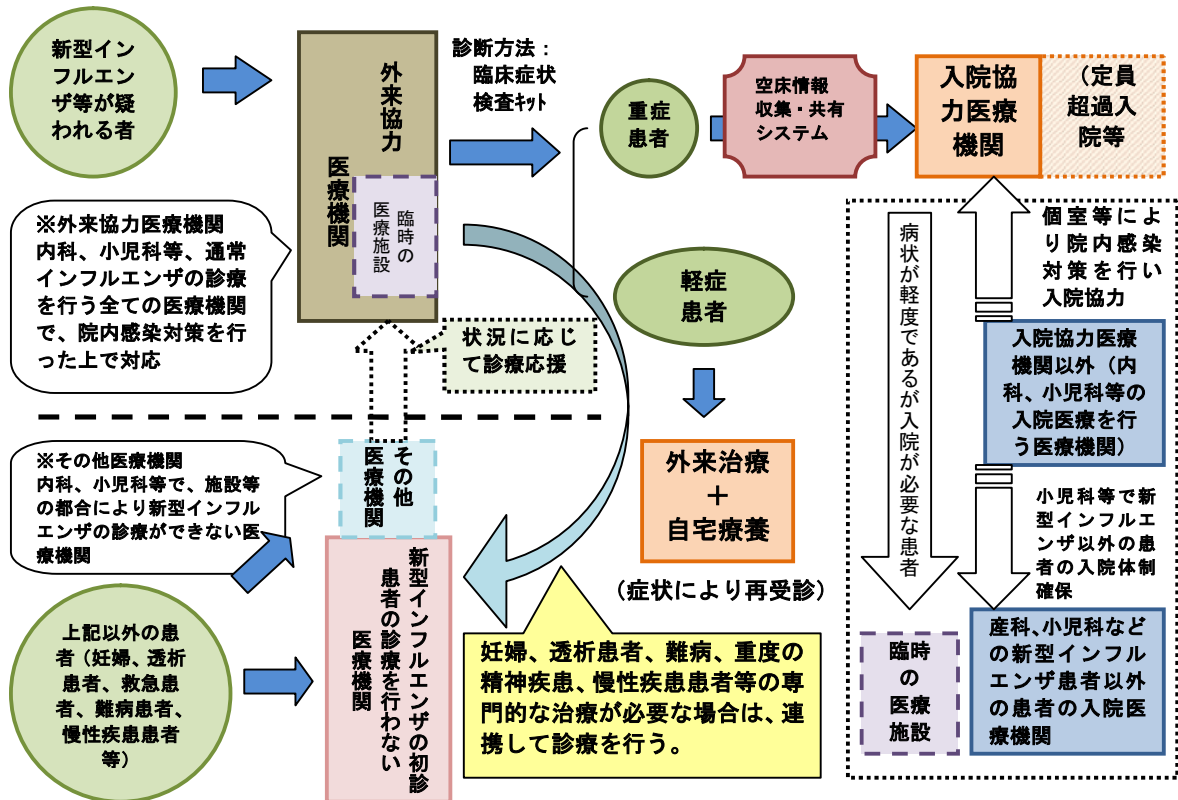 新型イン
フルエン
ザ等が疑
われる者
外来協力
医療機関
臨時の
医療施設
診断方法：
臨床症状
検査ｷｯﾄ
重症
患者
空床情報
収集・共有
システム
入院協
力医療
機関
（定員
超過入
院等
※外来協力医療機関
内科、小児科等、通常
インフルエンザの診療
を行う全ての医療機関
で、院内感染対策を行
った上で対応
状況に応じ
て診療応援
軽症
患者
外来治療
＋
自宅療養
（症状により再受診）
個室等によ
り院内感染
対策を行い
入院協力
病状が軽度であるが入院が必要な患者
入院協力医療
機関以外（内
科、小児科等の
入院医療を行
う医療機関）
小児科等で新
型インフルエ
ンザ以外の患
者の入院体制
確保
臨時
の
医療
施設
産科、小児科など
の新型インフル
エンザ患者以外
の患者の入院医
療機関
※その他医療機関
内科、小児科等で、施設等
の都合により新型インフル
エンザの診療ができない医
療機関
その他
医療機関
新型インフルエンザの初診
患者の診療を行わない
医療機関
上記以外の患
者（妊婦、透析
患者、救急患
者、難病患者、
慢性疾患患者
等）
妊婦、透析患者、難病、重度の
精神疾患、慢性疾患患者等の専
門的な治療が必要な場合は、連
携して診療を行う。